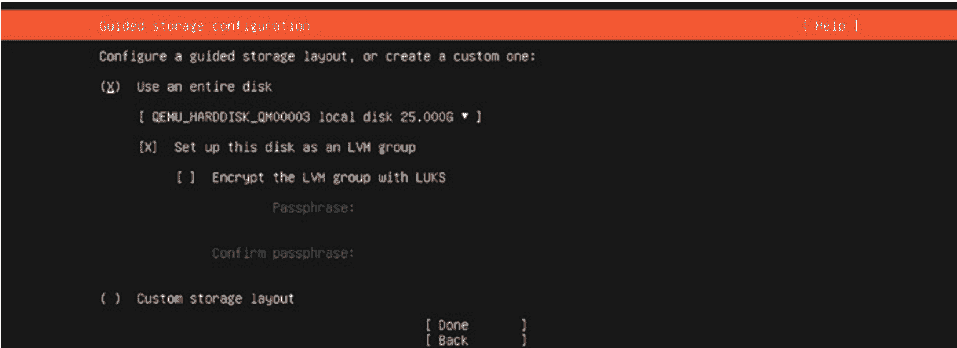 Guided storage configuration [ Help ]
Configure a guided storage layout, or create a custom one:
(X) Use an entire disk
[ QEMU_HARDDISK_QM00003 local disk 25.000G ▾ ]
[X] Set up this disk as an LVM group
[ ] Encrypt the LVM group with LUKS
Passphrase:
Confirm passphrase:
( ) Custom storage layout
[ Done ]
[ Back ]